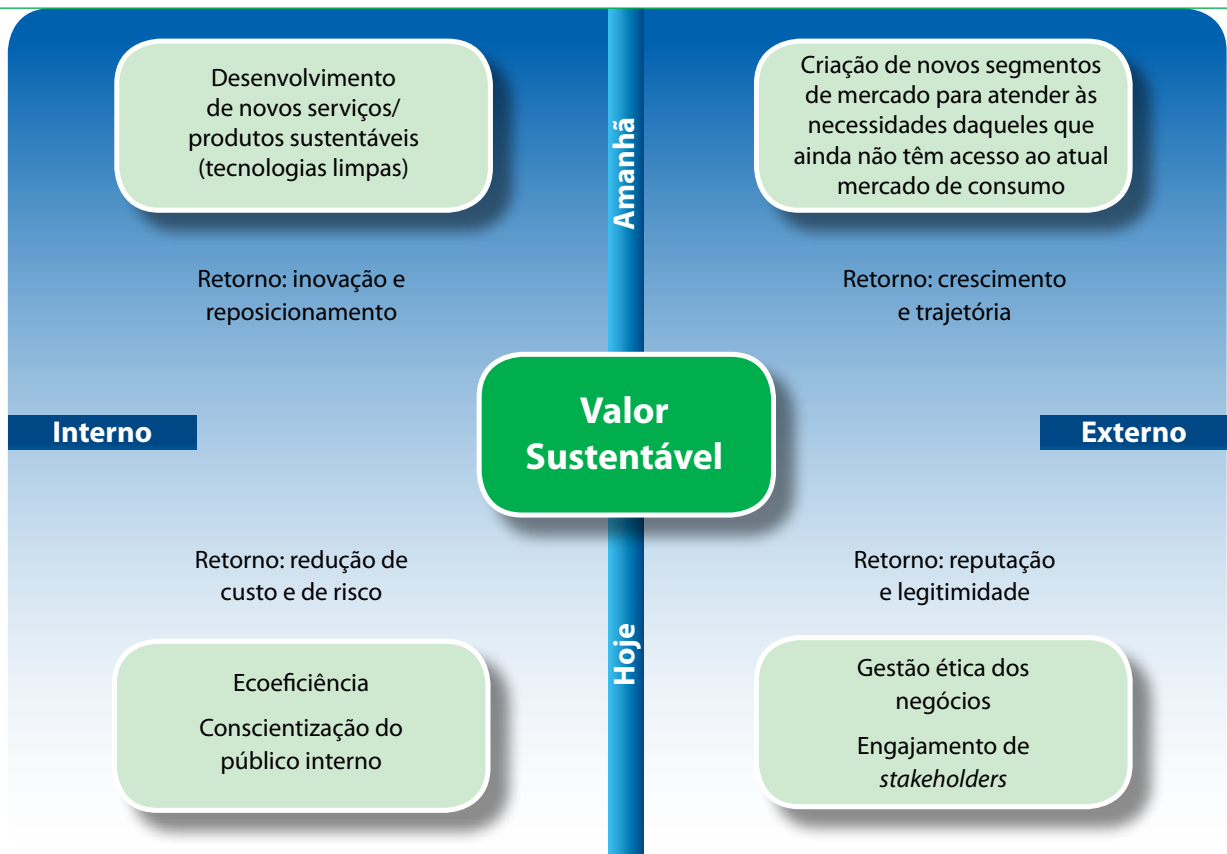 Desenvolvimento
de novos serviços/
produtos sustentáveis
(tecnologias limpas)
Criação de novos segmentos
de mercado para atender às
necessidades daqueles que
ainda não têm acesso ao atual
mercado de consumo
Amanhã
Retorno: inovação e
reposicionamento
Retorno: crescimento
e trajetória
Interno
Valor
Sustentável
Externo
Retorno: redução de
custo e de risco
Retorno: reputação
e legitimidade
Hoje
Ecoeficiência
Conscientização do
público interno
Gestão ética dos
negócios
Engajamento de
stakeholders